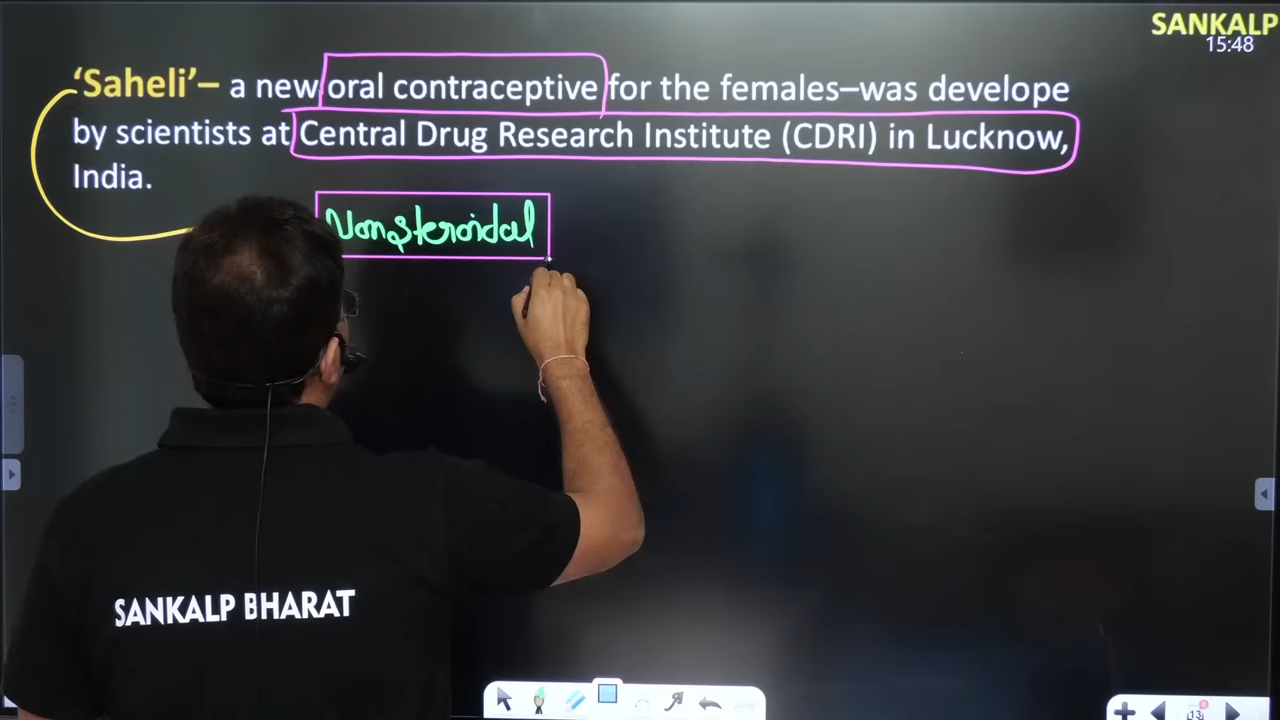 SANKALP
15:48
‘Saheli’– a new oral contraceptive for the females–was develope
by scientists at Central Drug Research Institute (CDRI) in Lucknow,
India.
Nonsteroidal
SANKALP BHARAT
13